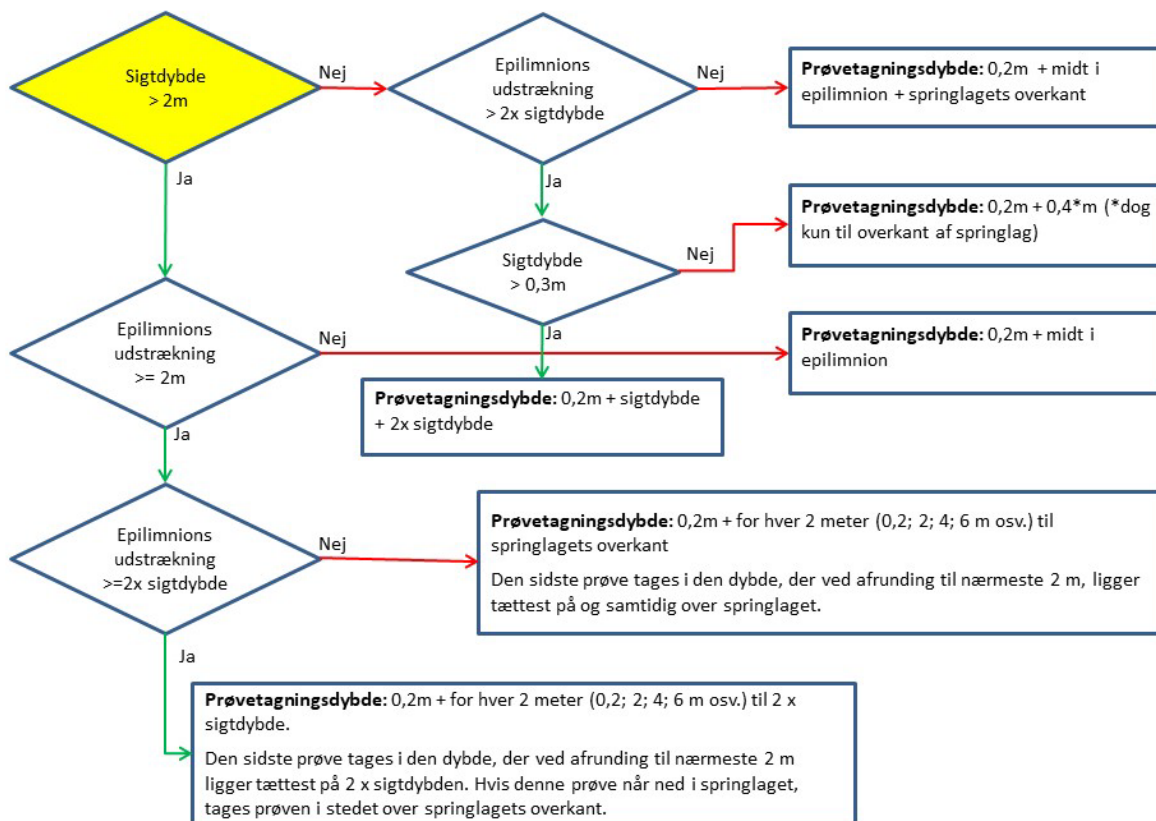 Sigtdybde
> 2m
Nej
Epilimnions
udstrækning
> 2x sigtdybde
Nej
Prøvetagningsdybde: 0,2m + midt i
epilimnion + springlagets overkant
Ja
Ja
Sigtdybde
> 0,3m
Nej
Prøvetagningsdybde: 0,2m + 0,4*m (*dog
kun til overkant af springlag)
Epilimnions
udstrækning
>= 2m
Nej
Ja
Prøvetagningsdybde: 0,2m + midt i
epilimnion
Prøvetagningsdybde: 0,2m + sigtdybde
+ 2x sigtdybde
Ja
Epilimnions
udstrækning
>=2x sigtdybde
Nej
Prøvetagningsdybde: 0,2m + for hver 2 meter (0,2; 2; 4; 6 m osv.) til
springlagets overkant
Den sidste prøve tages i den dybde, der ved afrunding til nærmeste 2 m, ligger
tættest på og samtidig over springlaget.
Ja
Prøvetagningsdybde: 0,2m + for hver 2 meter (0,2; 2; 4; 6 m osv.) til 2 x
sigtdybde.
Den sidste prøve tages i den dybde, der ved afrunding til nærmeste 2 m
ligger tættest på 2 x sigtdybden. Hvis denne prøve når ned i springlaget,
tages prøven i stedet over springlagets overkant.